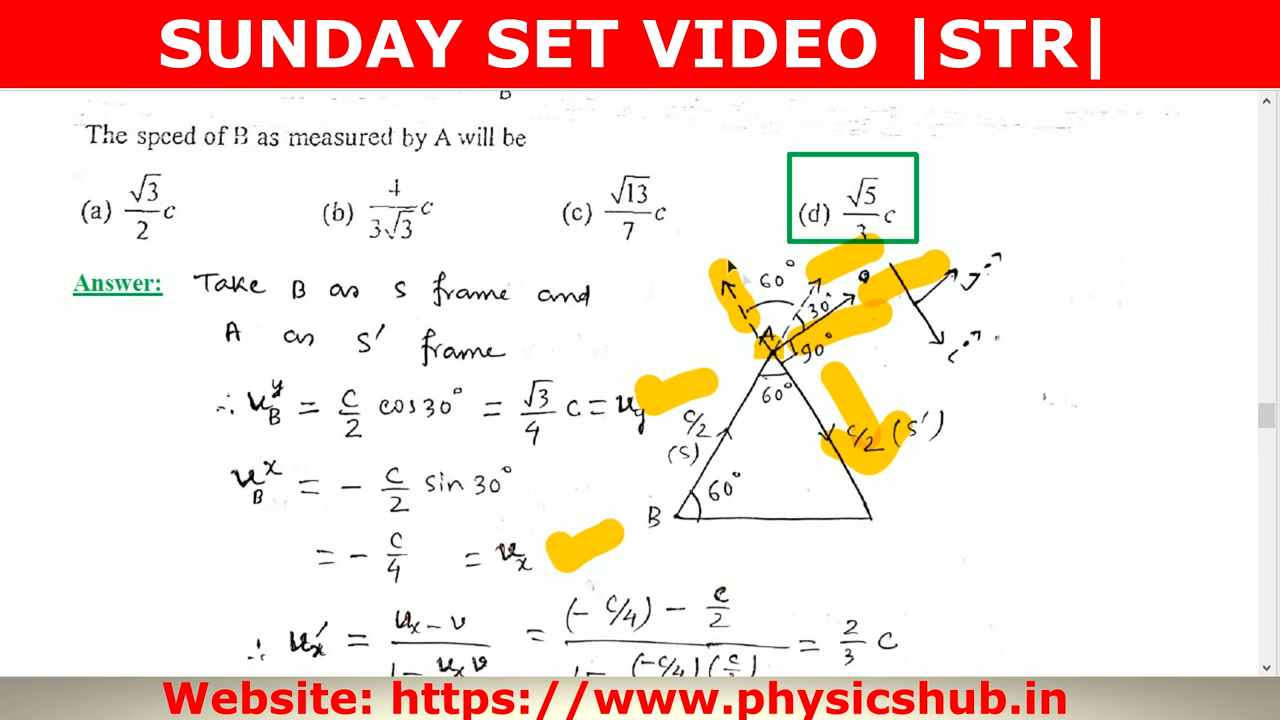 SUNDAY SET VIDEO |STR|
B
The speed of B as measured by A will be
(a) √3/2 c (b) 4/3√3 c (c) √13/7 c (d) √5/3 c
Answer: Take B as S frame and
A as S' frame
∴ u_B^y = c/2 cos30° = √3/4 c = u_y
u_B^x = - c/2 sin 30°
= - c/4 = u_x
∴ u_x' = (u_x - v)/(1 - u_x v) = ((-c/4) - c/2)/(1 - (-c/4)(c/2)) = 2/3 c
60°
30°
A
90°
60°
c/2
(S)
c/2 (S')
60°
B
Website: https://www.physicshub.in